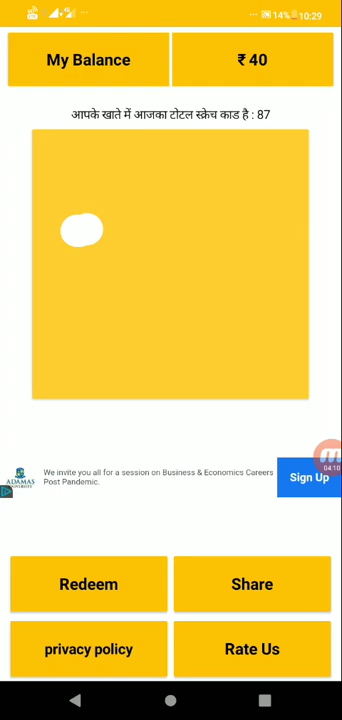 14% 10:29
My Balance
₹ 40
आपके खाते में आजका टोटल स्क्रेच काड है : 87
ADAMAS
UNIVERSITY
We invite you all for a session on Business & Economics Careers
Post Pandemic.
Sign Up
04:10
Redeem
Share
privacy policy
Rate Us